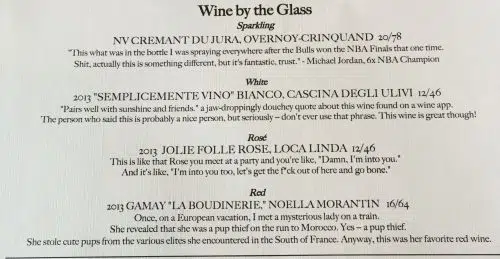 Wine by the Glass
Sparkling
NV CREMANT DU JURA, OVERNOY-CRINQUAND 20/78
"This what was in the bottle I was spraying everywhere after the Bulls won the NBA Finals that one time.
Shit, actually this is something different, but it's fantastic, trust." - Michael Jordan, 6x NBA Champion
White
2013 "SEMPLICEMENTE VINO" BIANCO, CASCINA DEGLI ULIVI 12/46
"Pairs well with sunshine and friends." a jaw-droppingly douchey quote about this wine found on a wine app.
The person who said this is probably a nice person, but seriously – don't ever use that phrase. This wine is great though!
Rosé
2013 JOLIE FOLLE ROSE, LOCA LINDA 12/46
This is like that Rose you meet at a party and you're like, "Damn, I'm into you."
And it's like, "I'm into you too, let's get the f*ck out of here and go bone."
Red
2013 GAMAY "LA BOUDINERIE," NOELLA MORANTIN 16/64
Once, on a European vacation, I met a mysterious lady on a train.
She revealed that she was a pup thief on the run to Morocco. Yes – a pup thief.
She stole cute pups from the various elites she encountered in the South of France. Anyway, this was her favorite red wine.